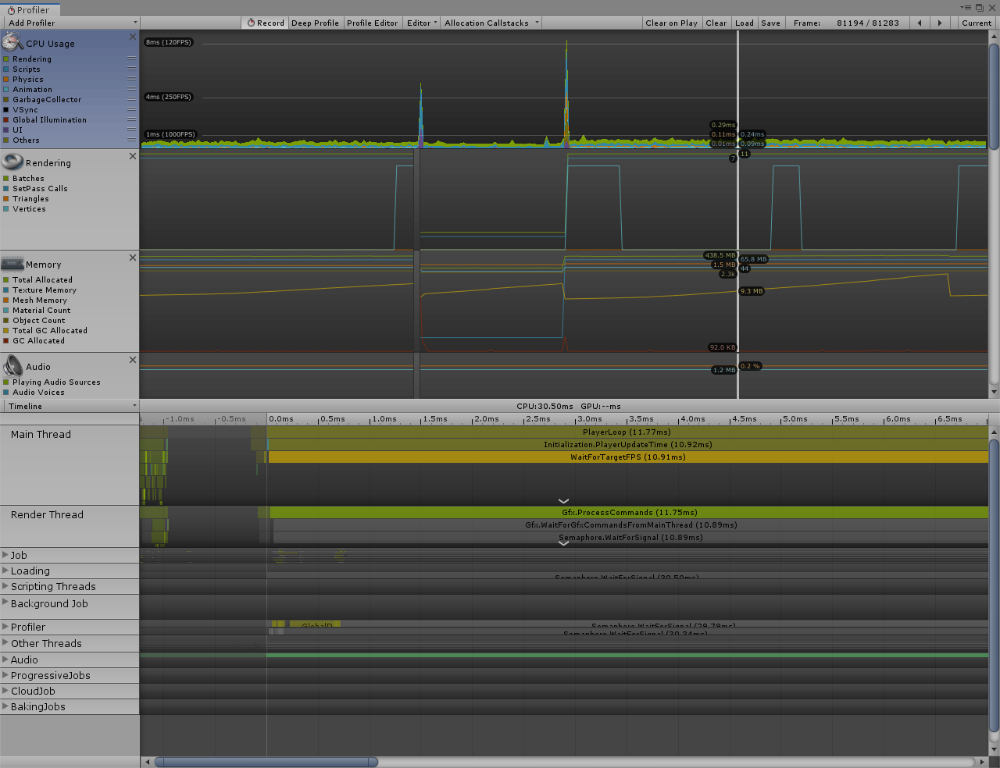 Profiler
Add Profiler
Record
Deep Profile
Profile Editor
Editor
Allocation Callstacks
Clear on Play
Clear
Load
Save
Frame:
81194 / 81283
Current
CPU Usage
Rendering
Scripts
Physics
Animation
GarbageCollector
VSync
Global Illumination
UI
Others
8ms (120FPS)
4ms (250FPS)
1ms (1000FPS)
0.29ms
0.11ms
0.24ms
0.01ms
0.09ms
Rendering
Batches
SetPass Calls
Triangles
Vertices
11
7
Memory
Total Allocated
Texture Memory
Mesh Memory
Material Count
Object Count
Total GC Allocated
GC Allocated
438.5 MB
65.8 MB
1.5 MB
44
2.3k
9.3 MB
92.0 KB
Audio
Playing Audio Sources
Audio Voices
0.2 %
1.2 MB
Timeline
CPU:30.50ms GPU:--ms
-1.0ms
-0.5ms
0.0ms
0.5ms
1.0ms
1.5ms
2.0ms
2.5ms
3.0ms
3.5ms
4.0ms
4.5ms
5.0ms
5.5ms
6.0ms
6.5ms
Main Thread
PlayerLoop (11.77ms)
Initialization.PlayerUpdateTime (10.92ms)
WaitForTargetFPS (10.91ms)
Render Thread
Gfx.ProcessCommands (11.75ms)
Gfx.WaitForGfxCommandsFromMainThread (10.89ms)
Semaphore.WaitForSignal (10.89ms)
Job
Loading
Semaphore.WaitForSignal (30.50ms)
Scripting Threads
Background Job
Profiler
GlobalD
Semaphore.WaitForSignal (29.79ms)
Semaphore.WaitForSignal (30.34ms)
Other Threads
Audio
ProgressiveJobs
CloudJob
BakingJobs